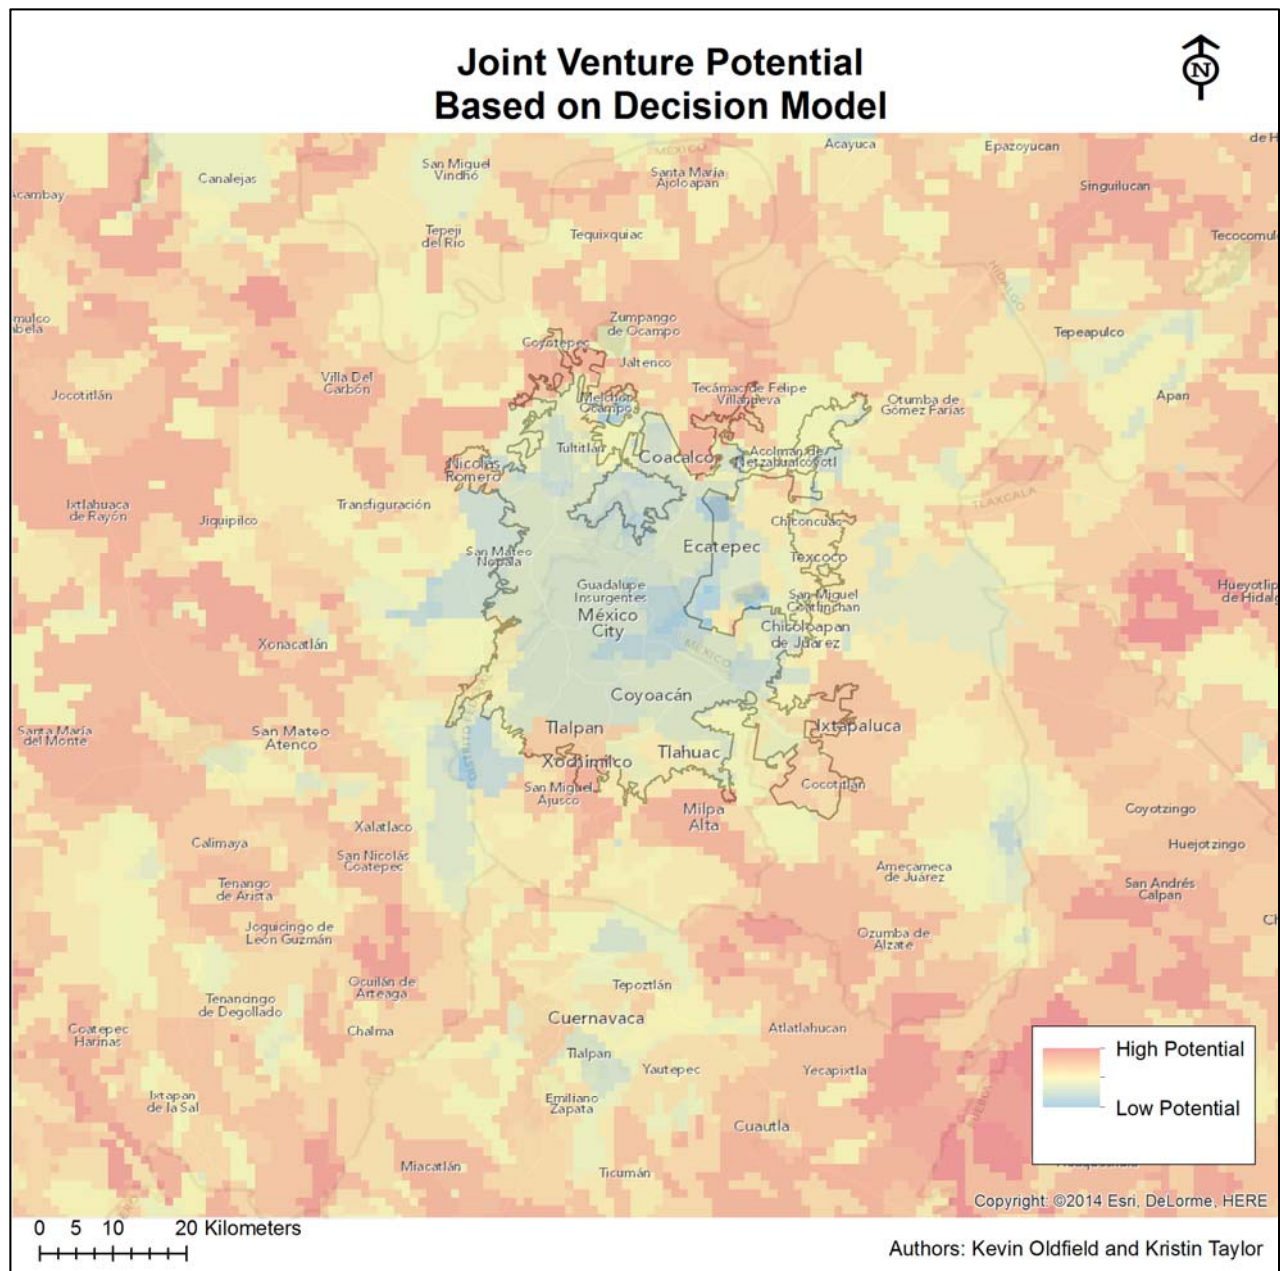 Joint Venture Potential
Based on Decision Model
N
MÉXICO
Acayuca
Epazoyucan
de H
San Miguel
Vindhó
Canalejas
Santa María
Ajoloapan
Singuilucan
Acambay
Tepeji
del Río
Tequixquiac
Tecocomul
HIDALGO
Zumpango
de Ocampo
Tepeapulco
Coyotepec
Jaltenco
Villa Del
Carbón
Jocotitlán
Melchor
Ocampo
Tecámac de Felipe
Villanueva
Otumba de
Gómez Farías
Apan
Tultitlán
Coacalco
Acolman de
Netzahualcóyotl
Nicolás
Romero
TLAXCALA
Ixtlahuaca
de Rayón
Jiquipilco
Transfiguración
Chiconcuac
San Mateo
Nopala
Ecatepec
Texcoco
Guadalupe
Insurgentes
México
City
San Miguel
Coatlinchan
Hueyotlip
de Hidalg
Chicoloapan
de Juárez
Xonacatlán
MÉXICO
Coyoacán
Santa María
del Monte
San Mateo
Atenco
Tlalpan
Ixtapaluca
Xochimilco
Tlahuac
San Miguel
Ajusco
Cocotitlán
Milpa
Alta
Coyotzingo
Xalatlaco
Calimaya
San Nicolás
Coatepec
Huejotzingo
Amecameca
de Juárez
Tenango
de Arista
San Andrés
Calpan
Joquicingo de
León Guzmán
Ozumba de
Alzate
Ocuilán de
Arteaga
Tepoztlán
Tenancingo
de Degollado
Cuernavaca
Coatepec
Harinas
Chalma
Atlatlahucan
Tlalpan
Yautepec
Yecapixtla
Ixtapan
de la Sal
Emiliano
Zapata
Cuautla
PUEBLA
Miacatlán
Ticumán
High Potential
Low Potential
Copyright: ©2014 Esri, DeLorme, HERE
0 5 10 20 Kilometers
Authors: Kevin Oldfield and Kristin Taylor